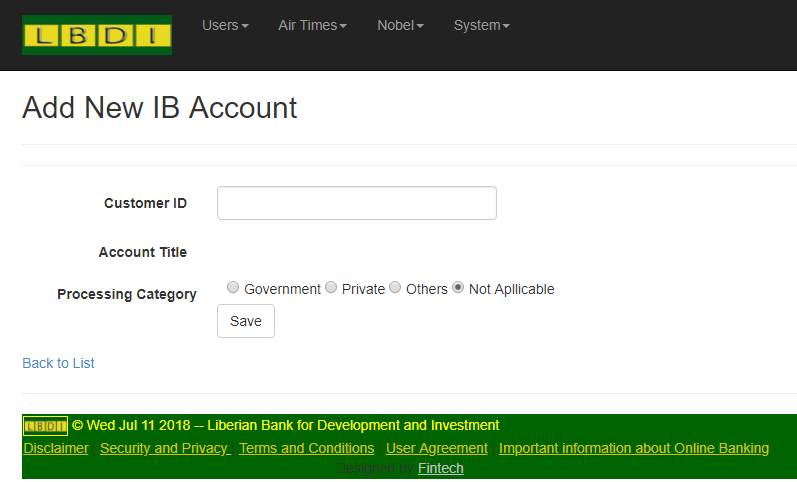 LBDI Users Air Times Nobel System
Add New IB Account
Customer ID
Account Title
Processing Category Government Private Others Not Apllicable
Save
Back to List
LBDI © Wed Jul 11 2018 -- Liberian Bank for Development and Investment
Disclaimer | Security and Privacy | Terms and Conditions | User Agreement | Important information about Online Banking
Designed by Fintech